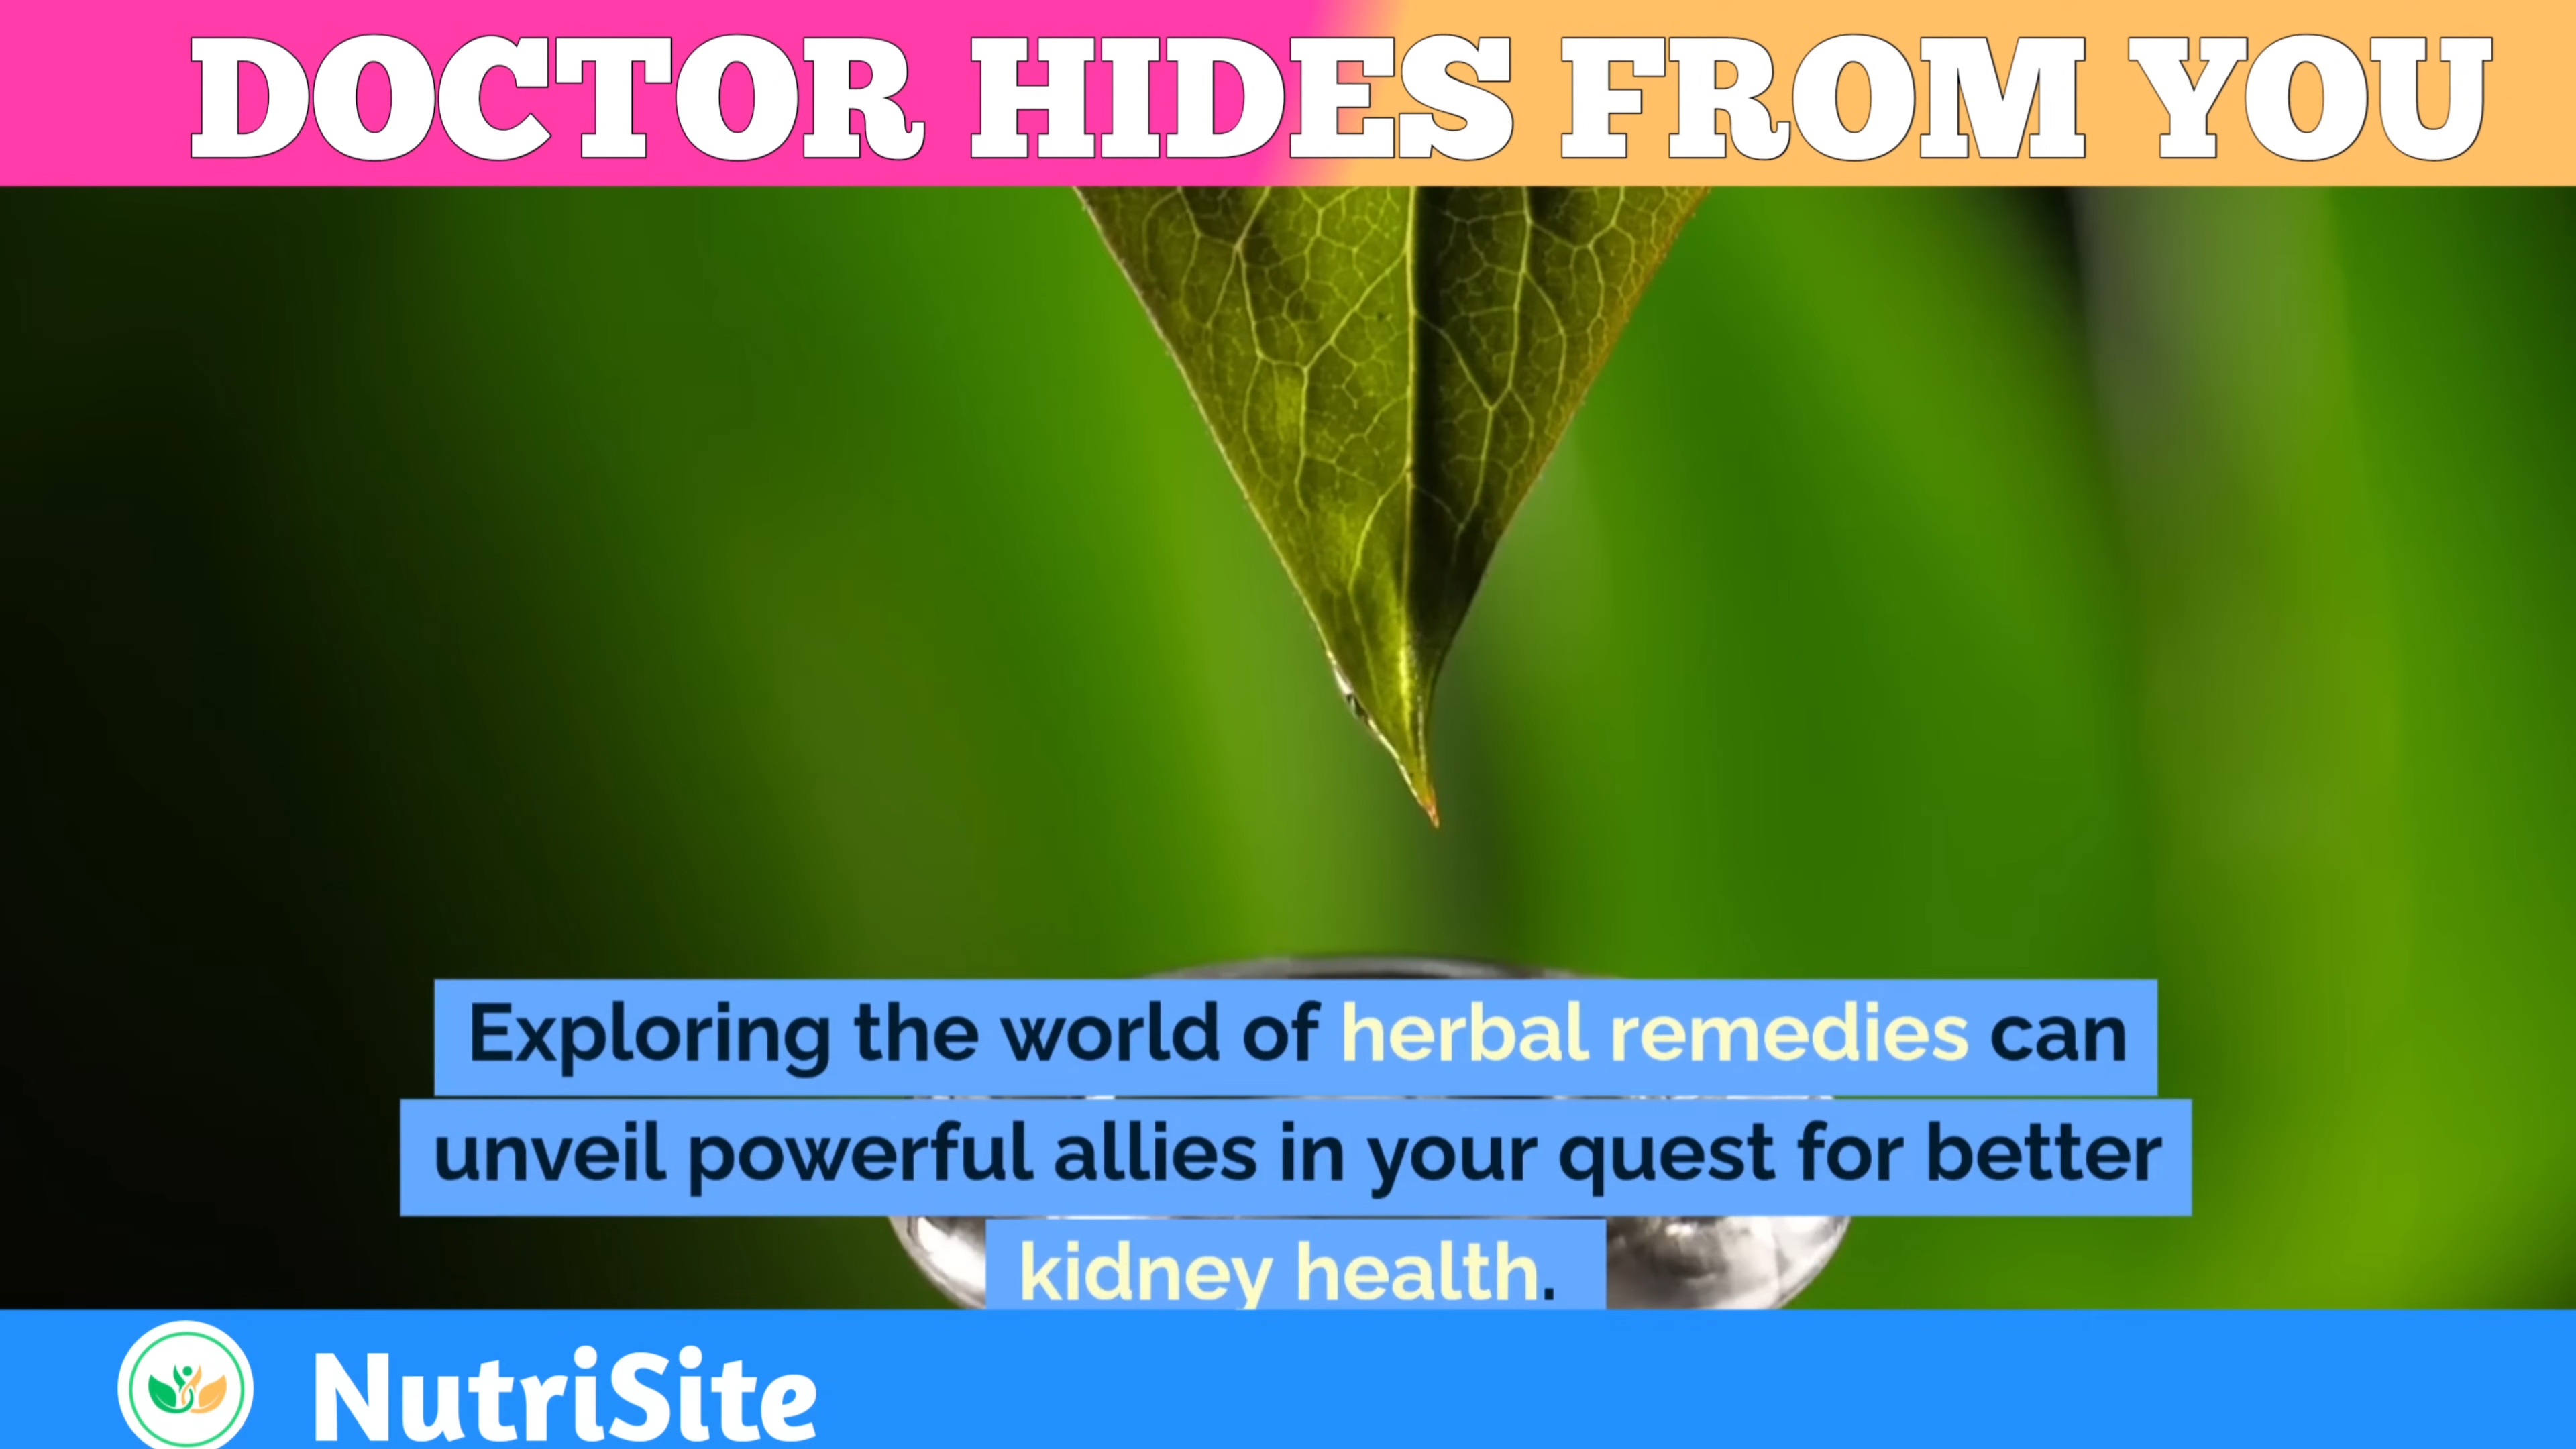 DOCTOR HIDES FROM YOU
Exploring the world of herbal remedies can
unveil powerful allies in your quest for better
kidney health.
NutriSite